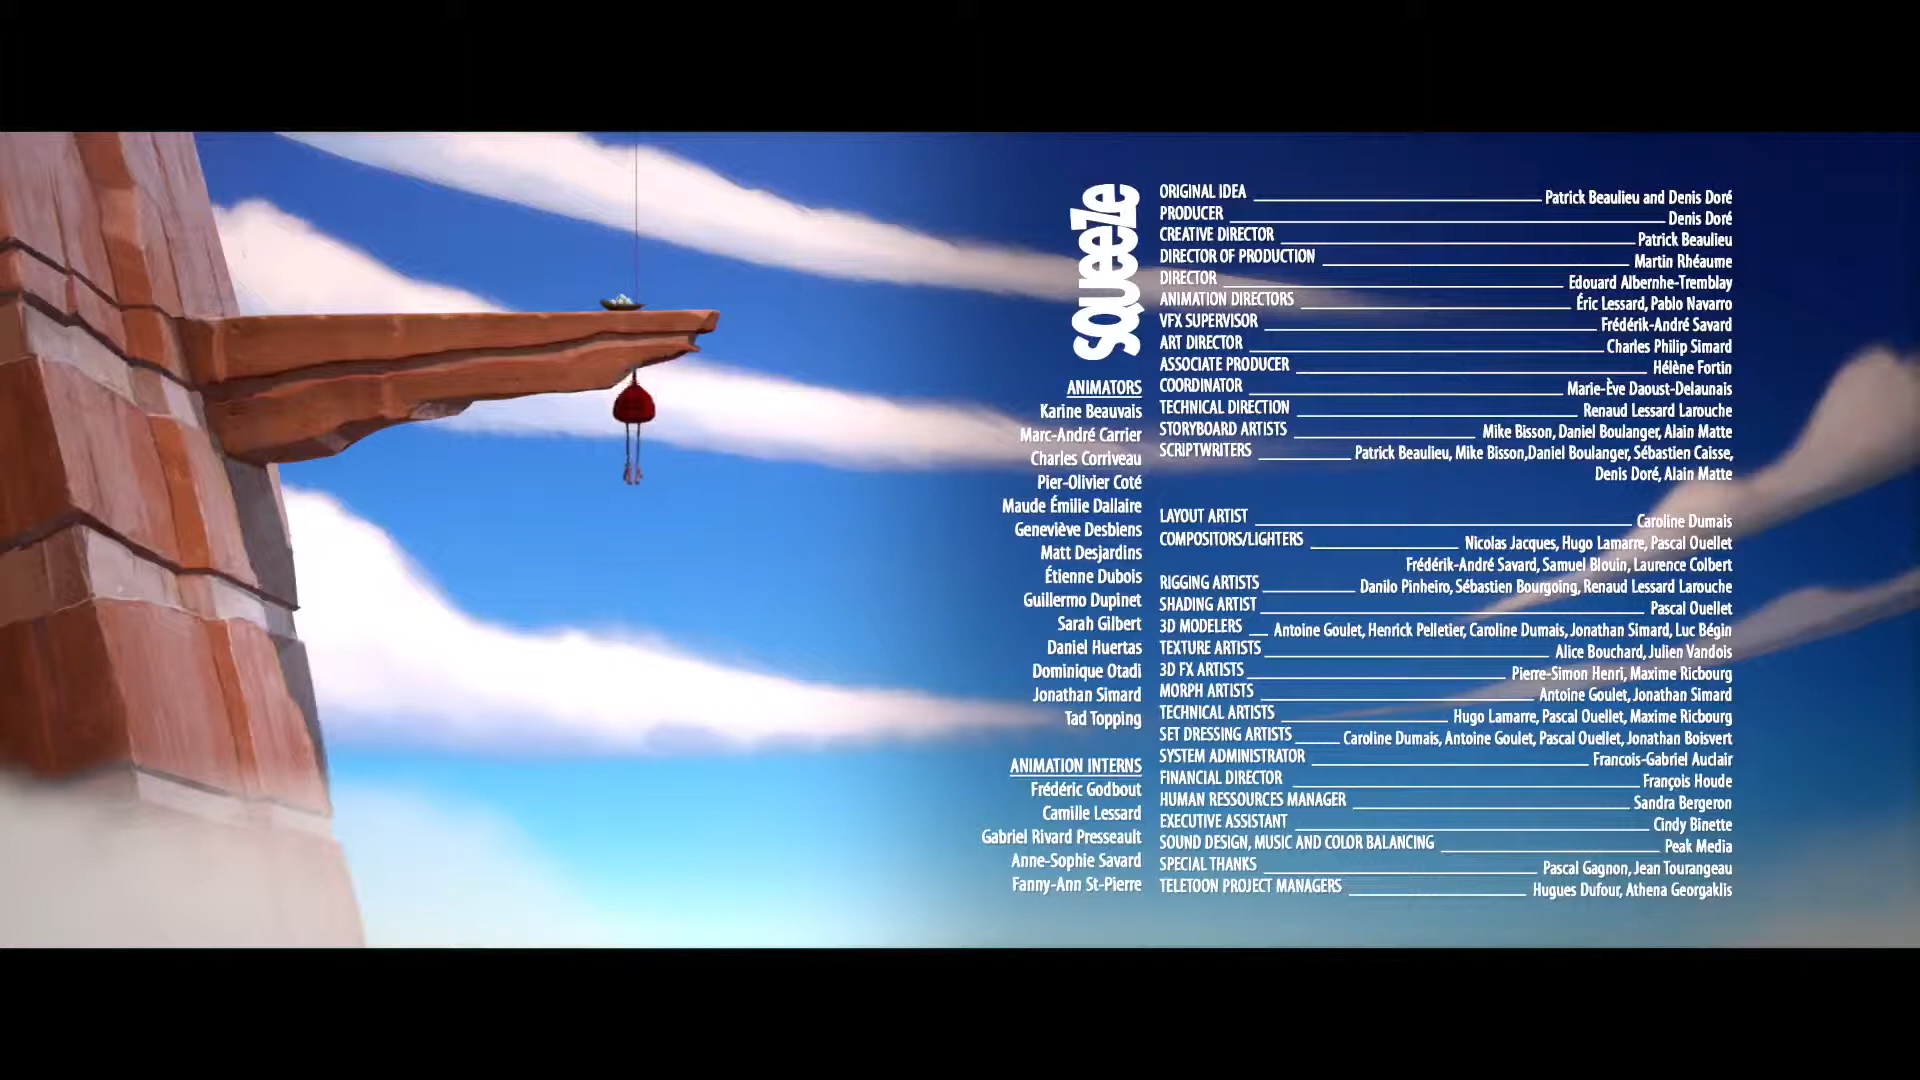 squeeze
ANIMATORS
Karine Beauvais
Marc-André Carrier
Charles Corriveau
Pier-Olivier Coté
Maude Émilie Dallaire
Geneviève Desbiens
Matt Desjardins
Étienne Dubois
Guillermo Dupinet
Sarah Gilbert
Daniel Huertas
Dominique Otadi
Jonathan Simard
Tad Topping
ANIMATION INTERNS
Frédéric Godbout
Camille Lessard
Gabriel Rivard Presseault
Anne-Sophie Savard
Fanny-Ann St-Pierre
ORIGINAL IDEA Patrick Beaulieu and Denis Doré
PRODUCER Denis Doré
CREATIVE DIRECTOR Patrick Beaulieu
DIRECTOR OF PRODUCTION Martin Rhéaume
DIRECTOR Edouard Albernhe-Tremblay
ANIMATION DIRECTORS Éric Lessard, Pablo Navarro
VFX SUPERVISOR Frédérik-André Savard
ART DIRECTOR Charles Philip Simard
ASSOCIATE PRODUCER Hélène Fortin
COORDINATOR Marie-Ève Daoust-Delaunais
TECHNICAL DIRECTION Renaud Lessard Larouche
STORYBOARD ARTISTS Mike Bisson, Daniel Boulanger, Alain Matte
SCRIPTWRITERS Patrick Beaulieu, Mike Bisson,Daniel Boulanger, Sébastien Caisse,
Denis Doré, Alain Matte
LAYOUT ARTIST Caroline Dumais
COMPOSITORS/LIGHTERS Nicolas Jacques, Hugo Lamarre, Pascal Ouellet
Frédérik-André Savard, Samuel Blouin, Laurence Colbert
RIGGING ARTISTS Danilo Pinheiro, Sébastien Bourgoing, Renaud Lessard Larouche
SHADING ARTIST Pascal Ouellet
3D MODELERS Antoine Goulet, Henrick Pelletier, Caroline Dumais, Jonathan Simard, Luc Bégin
TEXTURE ARTISTS Alice Bouchard, Julien Vandois
3D FX ARTISTS Pierre-Simon Henri, Maxime Ricbourg
MORPH ARTISTS Antoine Goulet, Jonathan Simard
TECHNICAL ARTISTS Hugo Lamarre, Pascal Ouellet, Maxime Ricbourg
SET DRESSING ARTISTS Caroline Dumais, Antoine Goulet, Pascal Ouellet, Jonathan Boisvert
SYSTEM ADMINISTRATOR Francois-Gabriel Auclair
FINANCIAL DIRECTOR François Houde
HUMAN RESSOURCES MANAGER Sandra Bergeron
EXECUTIVE ASSISTANT Cindy Binette
SOUND DESIGN, MUSIC AND COLOR BALANCING Peak Media
SPECIAL THANKS Pascal Gagnon, Jean Tourangeau
TELETOON PROJECT MANAGERS Hugues Dufour, Athena Georgaklis